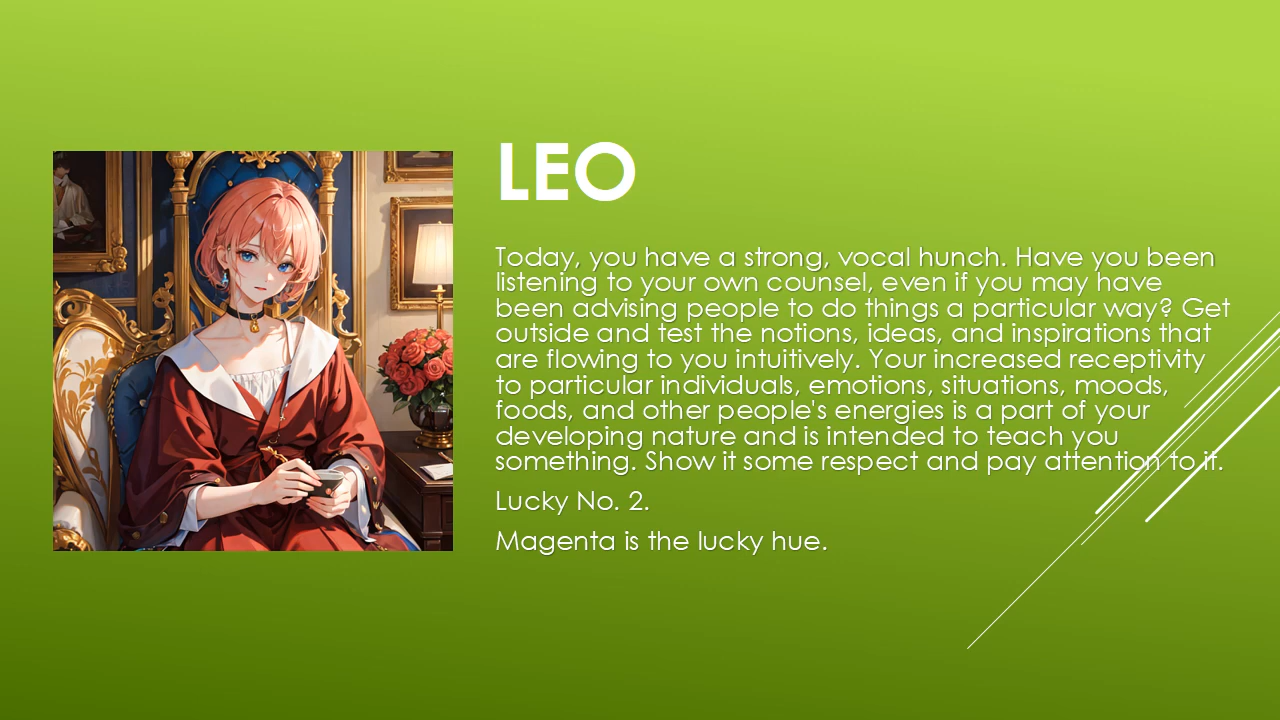 LEO
Today, you have a strong, vocal hunch. Have you been
listening to your own counsel, even if you may have
been advising people to do things a particular way? Get
outside and test the notions, ideas, and inspirations that
are flowing to you intuitively. Your increased receptivity
to particular individuals, emotions, situations, moods,
foods, and other people's energies is a part of your
developing nature and is intended to teach you
something. Show it some respect and pay attention to it.
Lucky No. 2.
Magenta is the lucky hue.